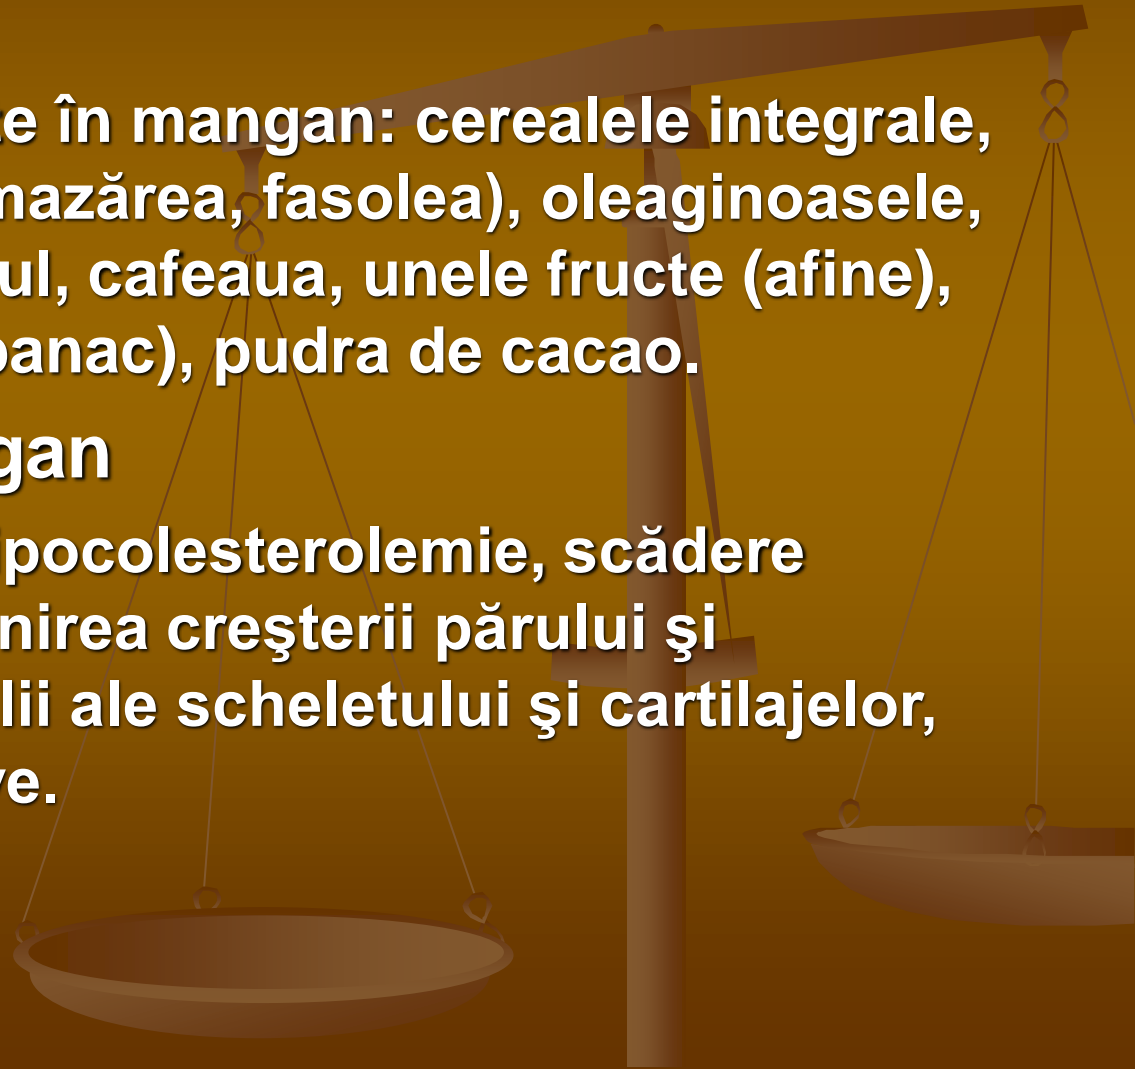 te în mangan: cerealele integrale,
mazărea, fasolea), oleaginoasele,
ul, cafeaua, unele fructe (afine),
panac), pudra de cacao.
gan
ipocolesterolemie, scădere
nirea creşterii părului şi
lii ale scheletului şi cartilajelor,
ve.